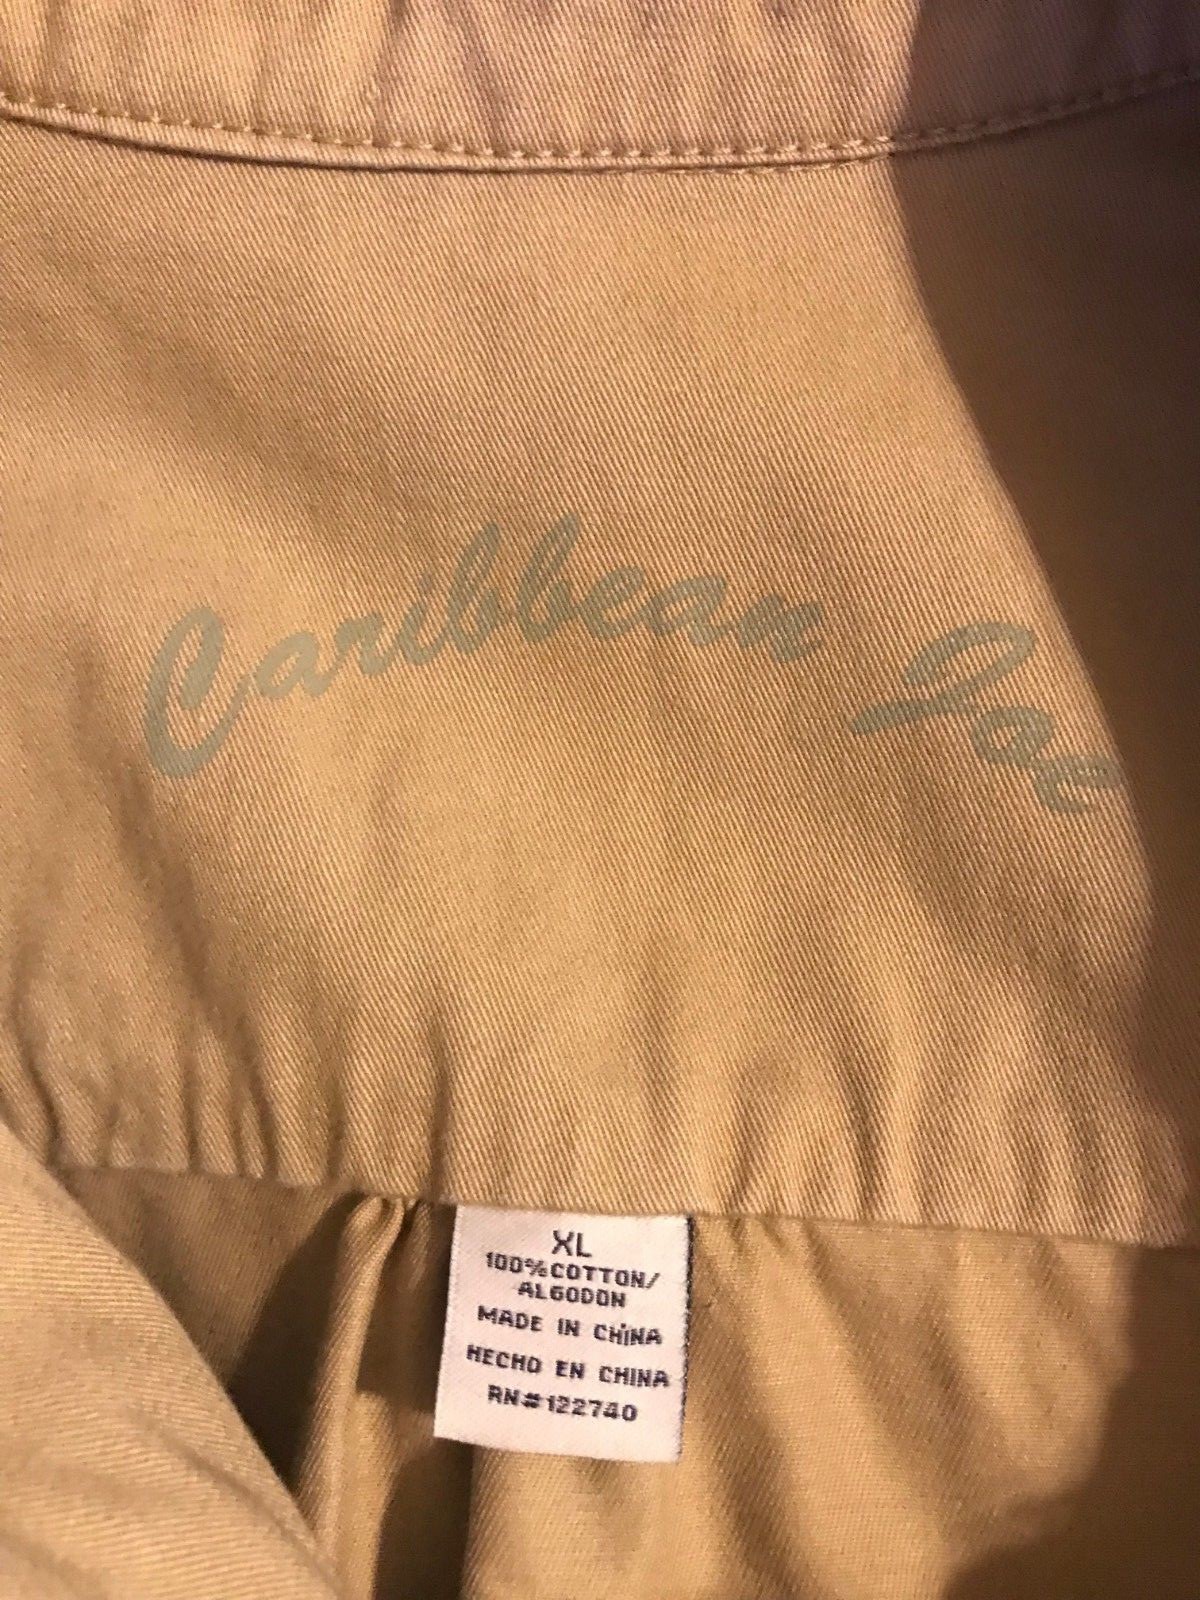 Caribbean Joe
XL
100%COTTON/
ALGODON
MADE IN CHINA
HECHO EN CHINA
RN#122740